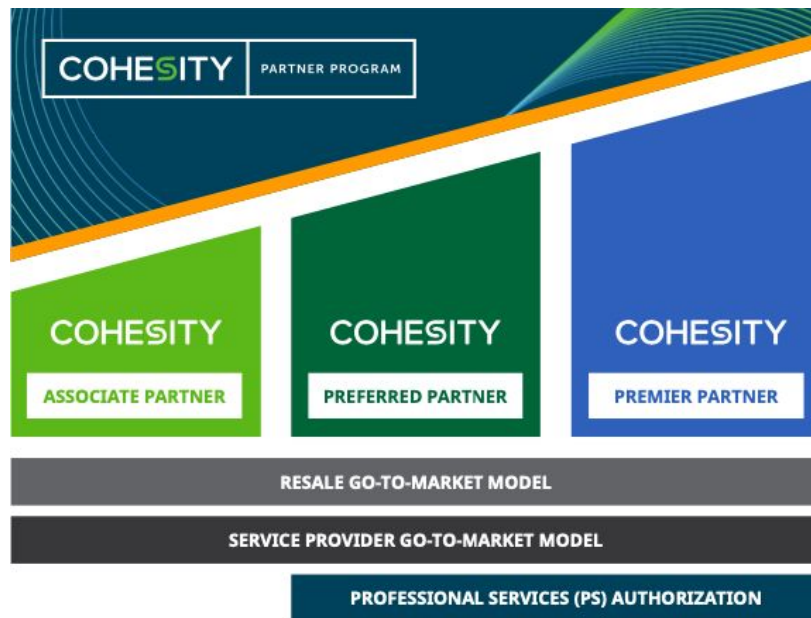 COHESITY PARTNER PROGRAM
COHESITY
ASSOCIATE PARTNER
COHESITY
PREFERRED PARTNER
COHESITY
PREMIER PARTNER
RESALE GO-TO-MARKET MODEL
SERVICE PROVIDER GO-TO-MARKET MODEL
PROFESSIONAL SERVICES (PS) AUTHORIZATION